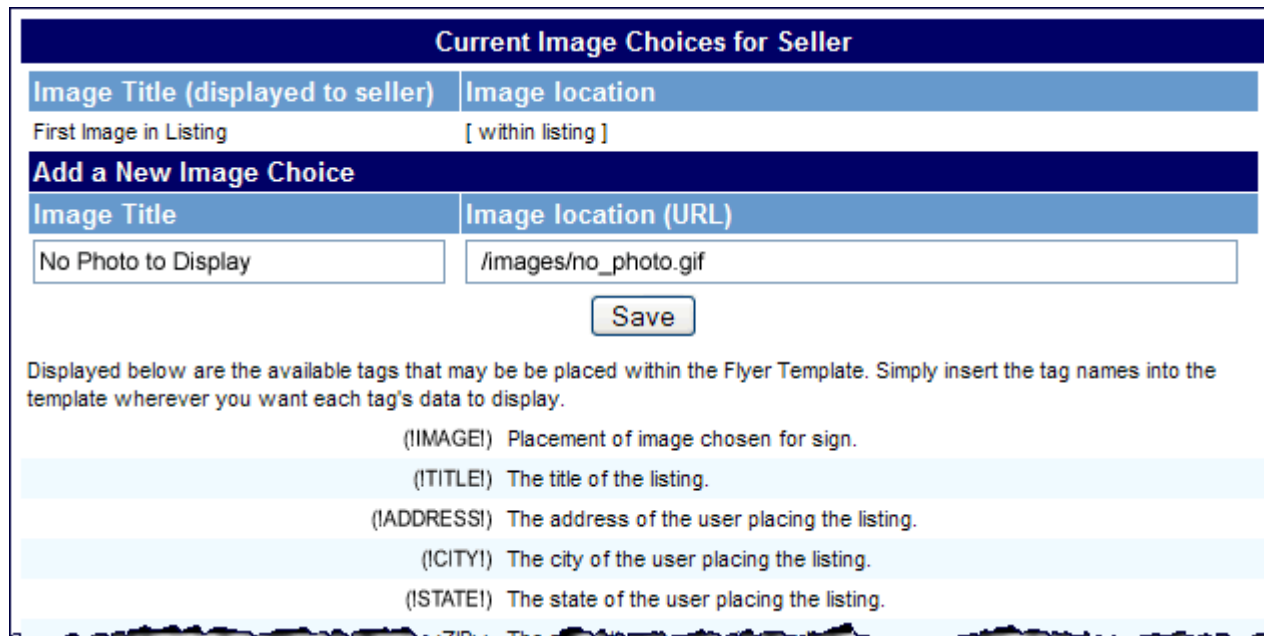 Current Image Choices for Seller
Image Title (displayed to seller) Image location
First Image in Listing [ within listing ]
Add a New Image Choice
Image Title Image location (URL)
No Photo to Display /images/no_photo.gif
Save
Displayed below are the available tags that may be be placed within the Flyer Template. Simply insert the tag names into the
template wherever you want each tag's data to display.
(!IMAGE!) Placement of image chosen for sign.
(!TITLE!) The title of the listing.
(!ADDRESS!) The address of the user placing the listing.
(!CITY!) The city of the user placing the listing.
(!STATE!) The state of the user placing the listing.